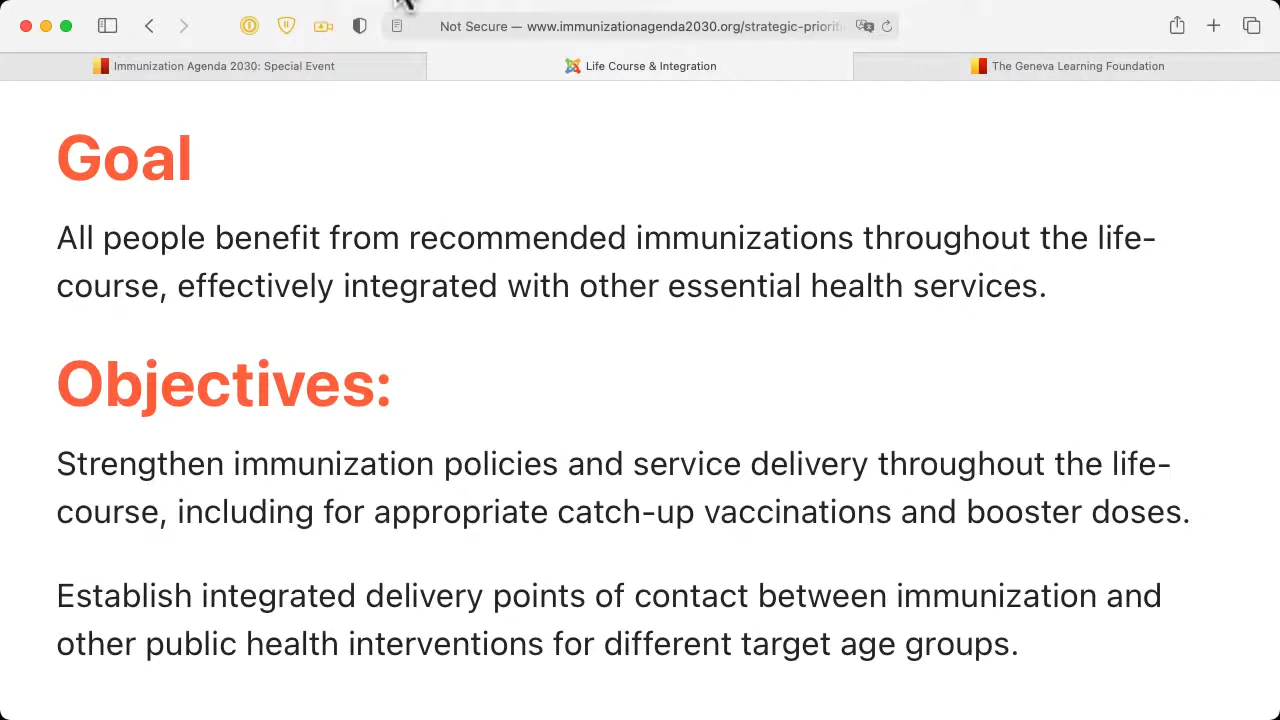 Not Secure — www.immunizationagenda2030.org/strategic-prioriti
Immunization Agenda 2030: Special Event
Life Course & Integration
The Geneva Learning Foundation
Goal
All people benefit from recommended immunizations throughout the life-
course, effectively integrated with other essential health services.
Objectives:
Strengthen immunization policies and service delivery throughout the life-
course, including for appropriate catch-up vaccinations and booster doses.
Establish integrated delivery points of contact between immunization and
other public health interventions for different target age groups.